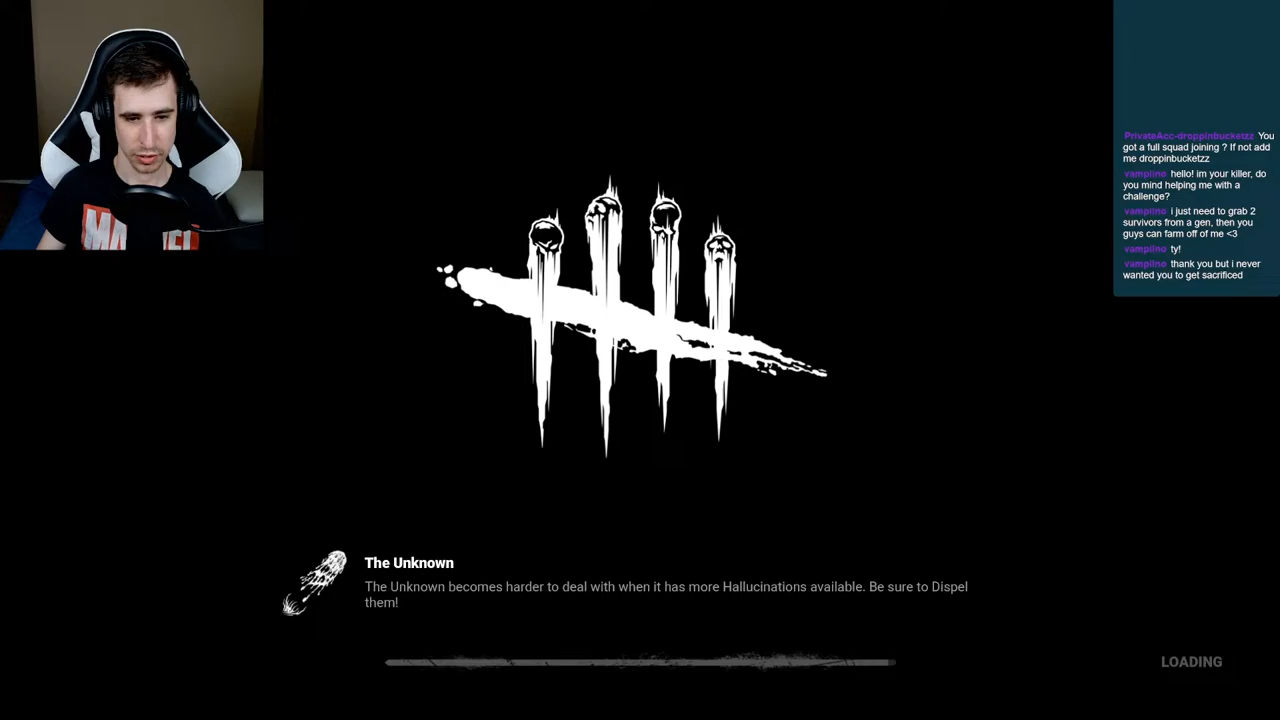 PrivateAcc-droppinbucketzz You
got a full squad joining ? If not add
me droppinbucketzz
vampiino hello! im your killer, do
you mind helping me with a
challenge?
vampiino i just need to grab 2
survivors from a gen, then you
guys can farm off of me <3
vampiino ty!
vampiino thank you but i never
wanted you to get sacrificed
The Unknown
The Unknown becomes harder to deal with when it has more Hallucinations available. Be sure to Dispel
them!
LOADING